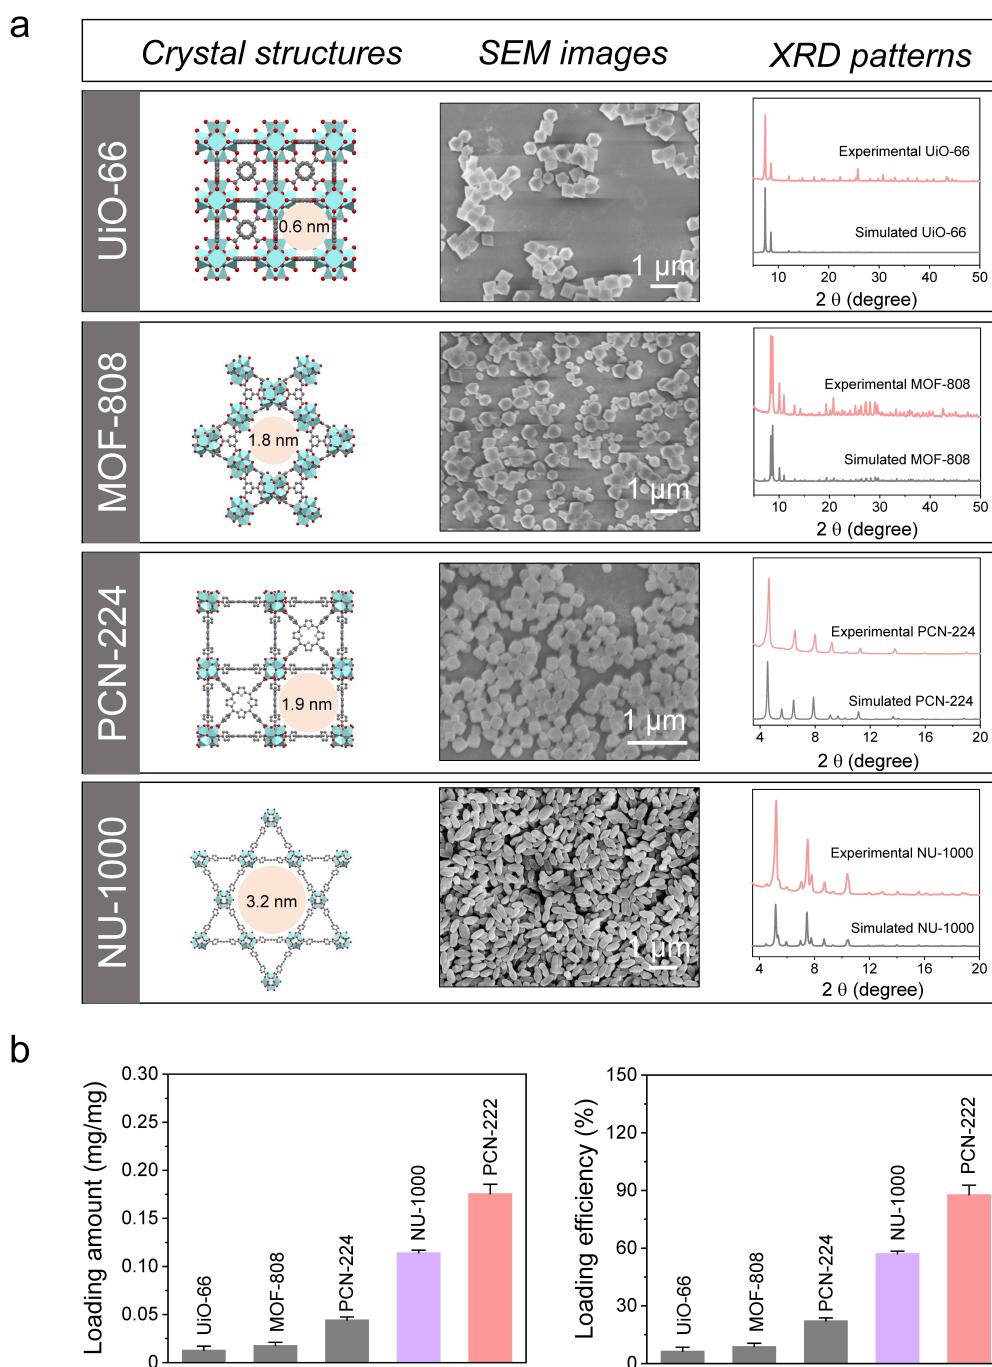 a
Crystal structures
SEM images
XRD patterns
UiO-66
0.6 nm
1 μm
Experimental UiO-66
Simulated UiO-66
10 20 30 40 50
2 θ (degree)
MOF-808
1.8 nm
1 μm
Experimental MOF-808
Simulated MOF-808
10 20 30 40 50
2 θ (degree)
PCN-224
1.9 nm
1 μm
Experimental PCN-224
Simulated PCN-224
4 8 12 16 20
2 θ (degree)
NU-1000
3.2 nm
1 μm
Experimental NU-1000
Simulated NU-1000
4 8 12 16 20
2 θ (degree)
b
Loading amount (mg/mg)
0.30
0.25
0.20
0.15
0.10
0.05
0
UiO-66
MOF-808
PCN-224
NU-1000
PCN-222
Loading efficiency (%)
150
120
90
60
30
0
UiO-66
MOF-808
PCN-224
NU-1000
PCN-222